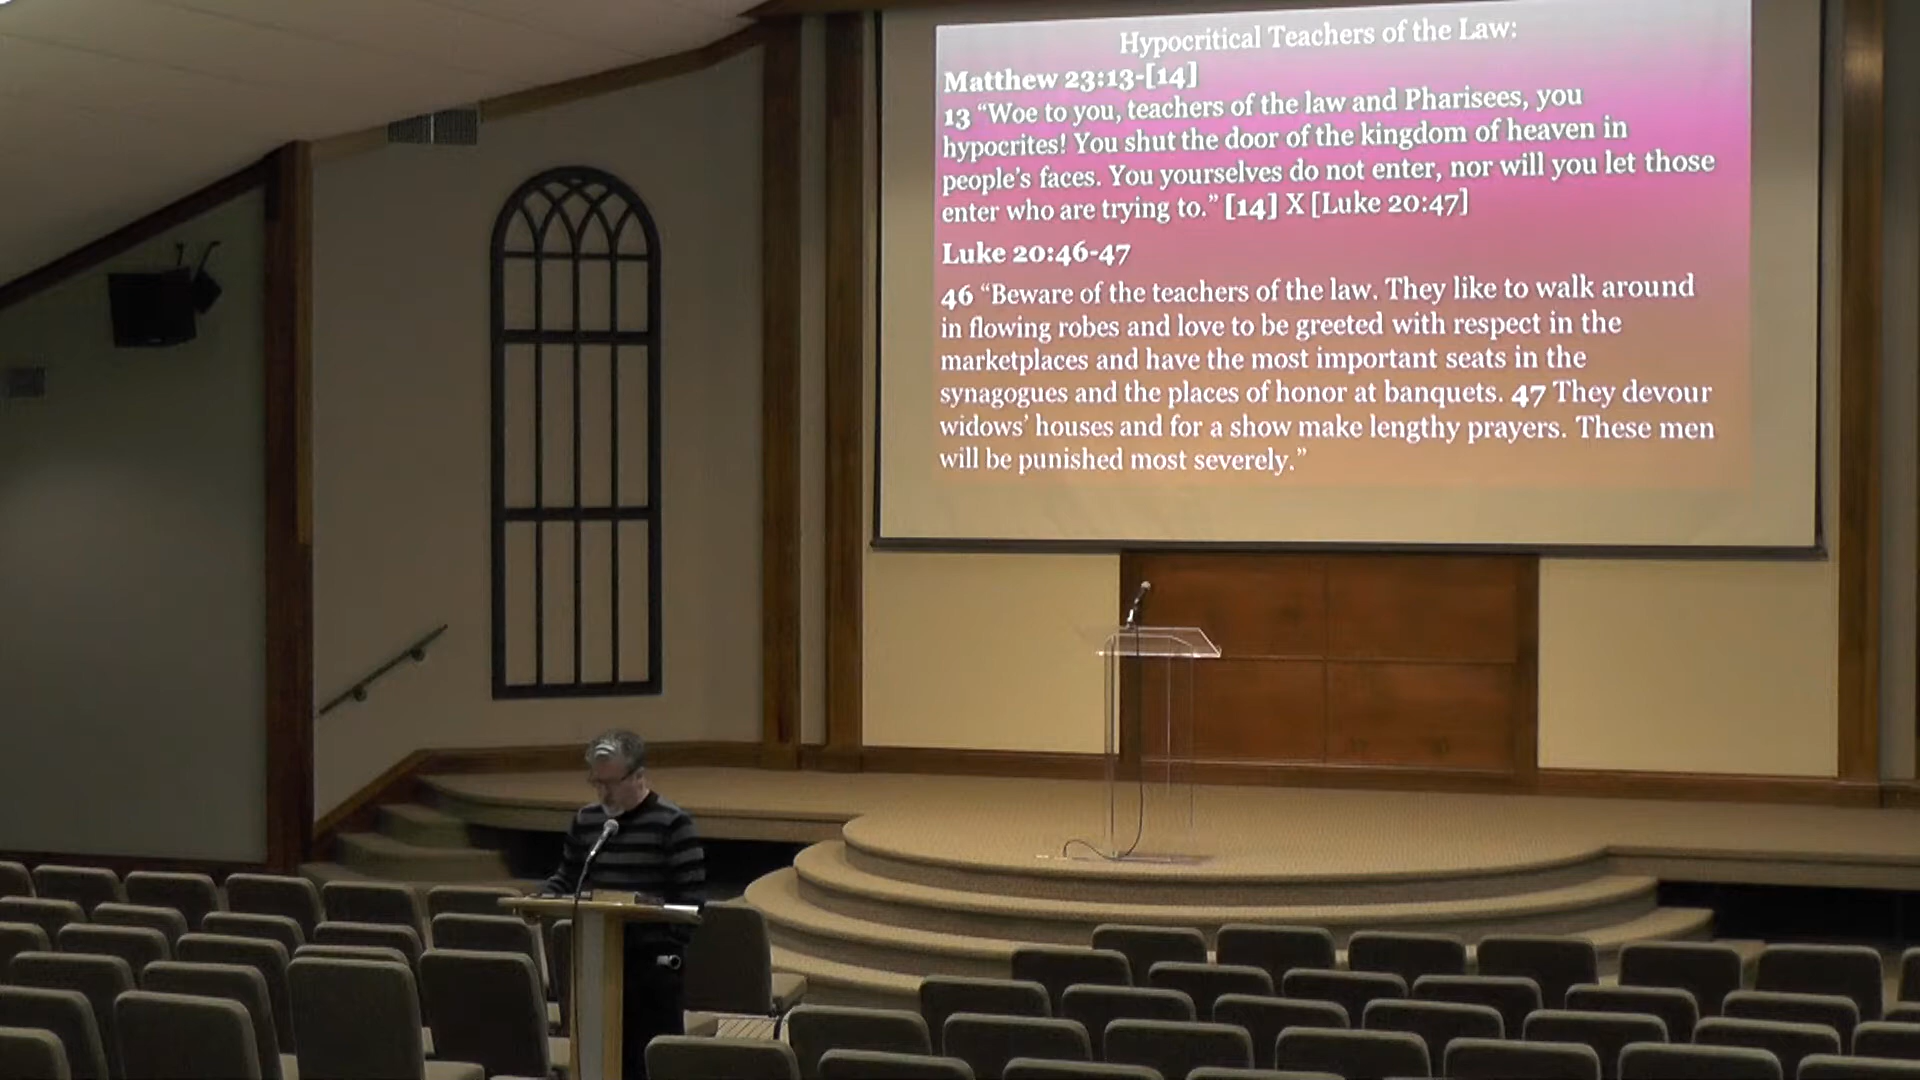 Hypocritical Teachers of the Law:
Matthew 23:13-[14]
13 “Woe to you, teachers of the law and Pharisees, you
hypocrites! You shut the door of the kingdom of heaven in
people’s faces. You yourselves do not enter, nor will you let those
enter who are trying to.” [14] X [Luke 20:47]
Luke 20:46-47
46 “Beware of the teachers of the law. They like to walk around
in flowing robes and love to be greeted with respect in the
marketplaces and have the most important seats in the
synagogues and the places of honor at banquets. 47 They devour
widows’ houses and for a show make lengthy prayers. These men
will be punished most severely.”